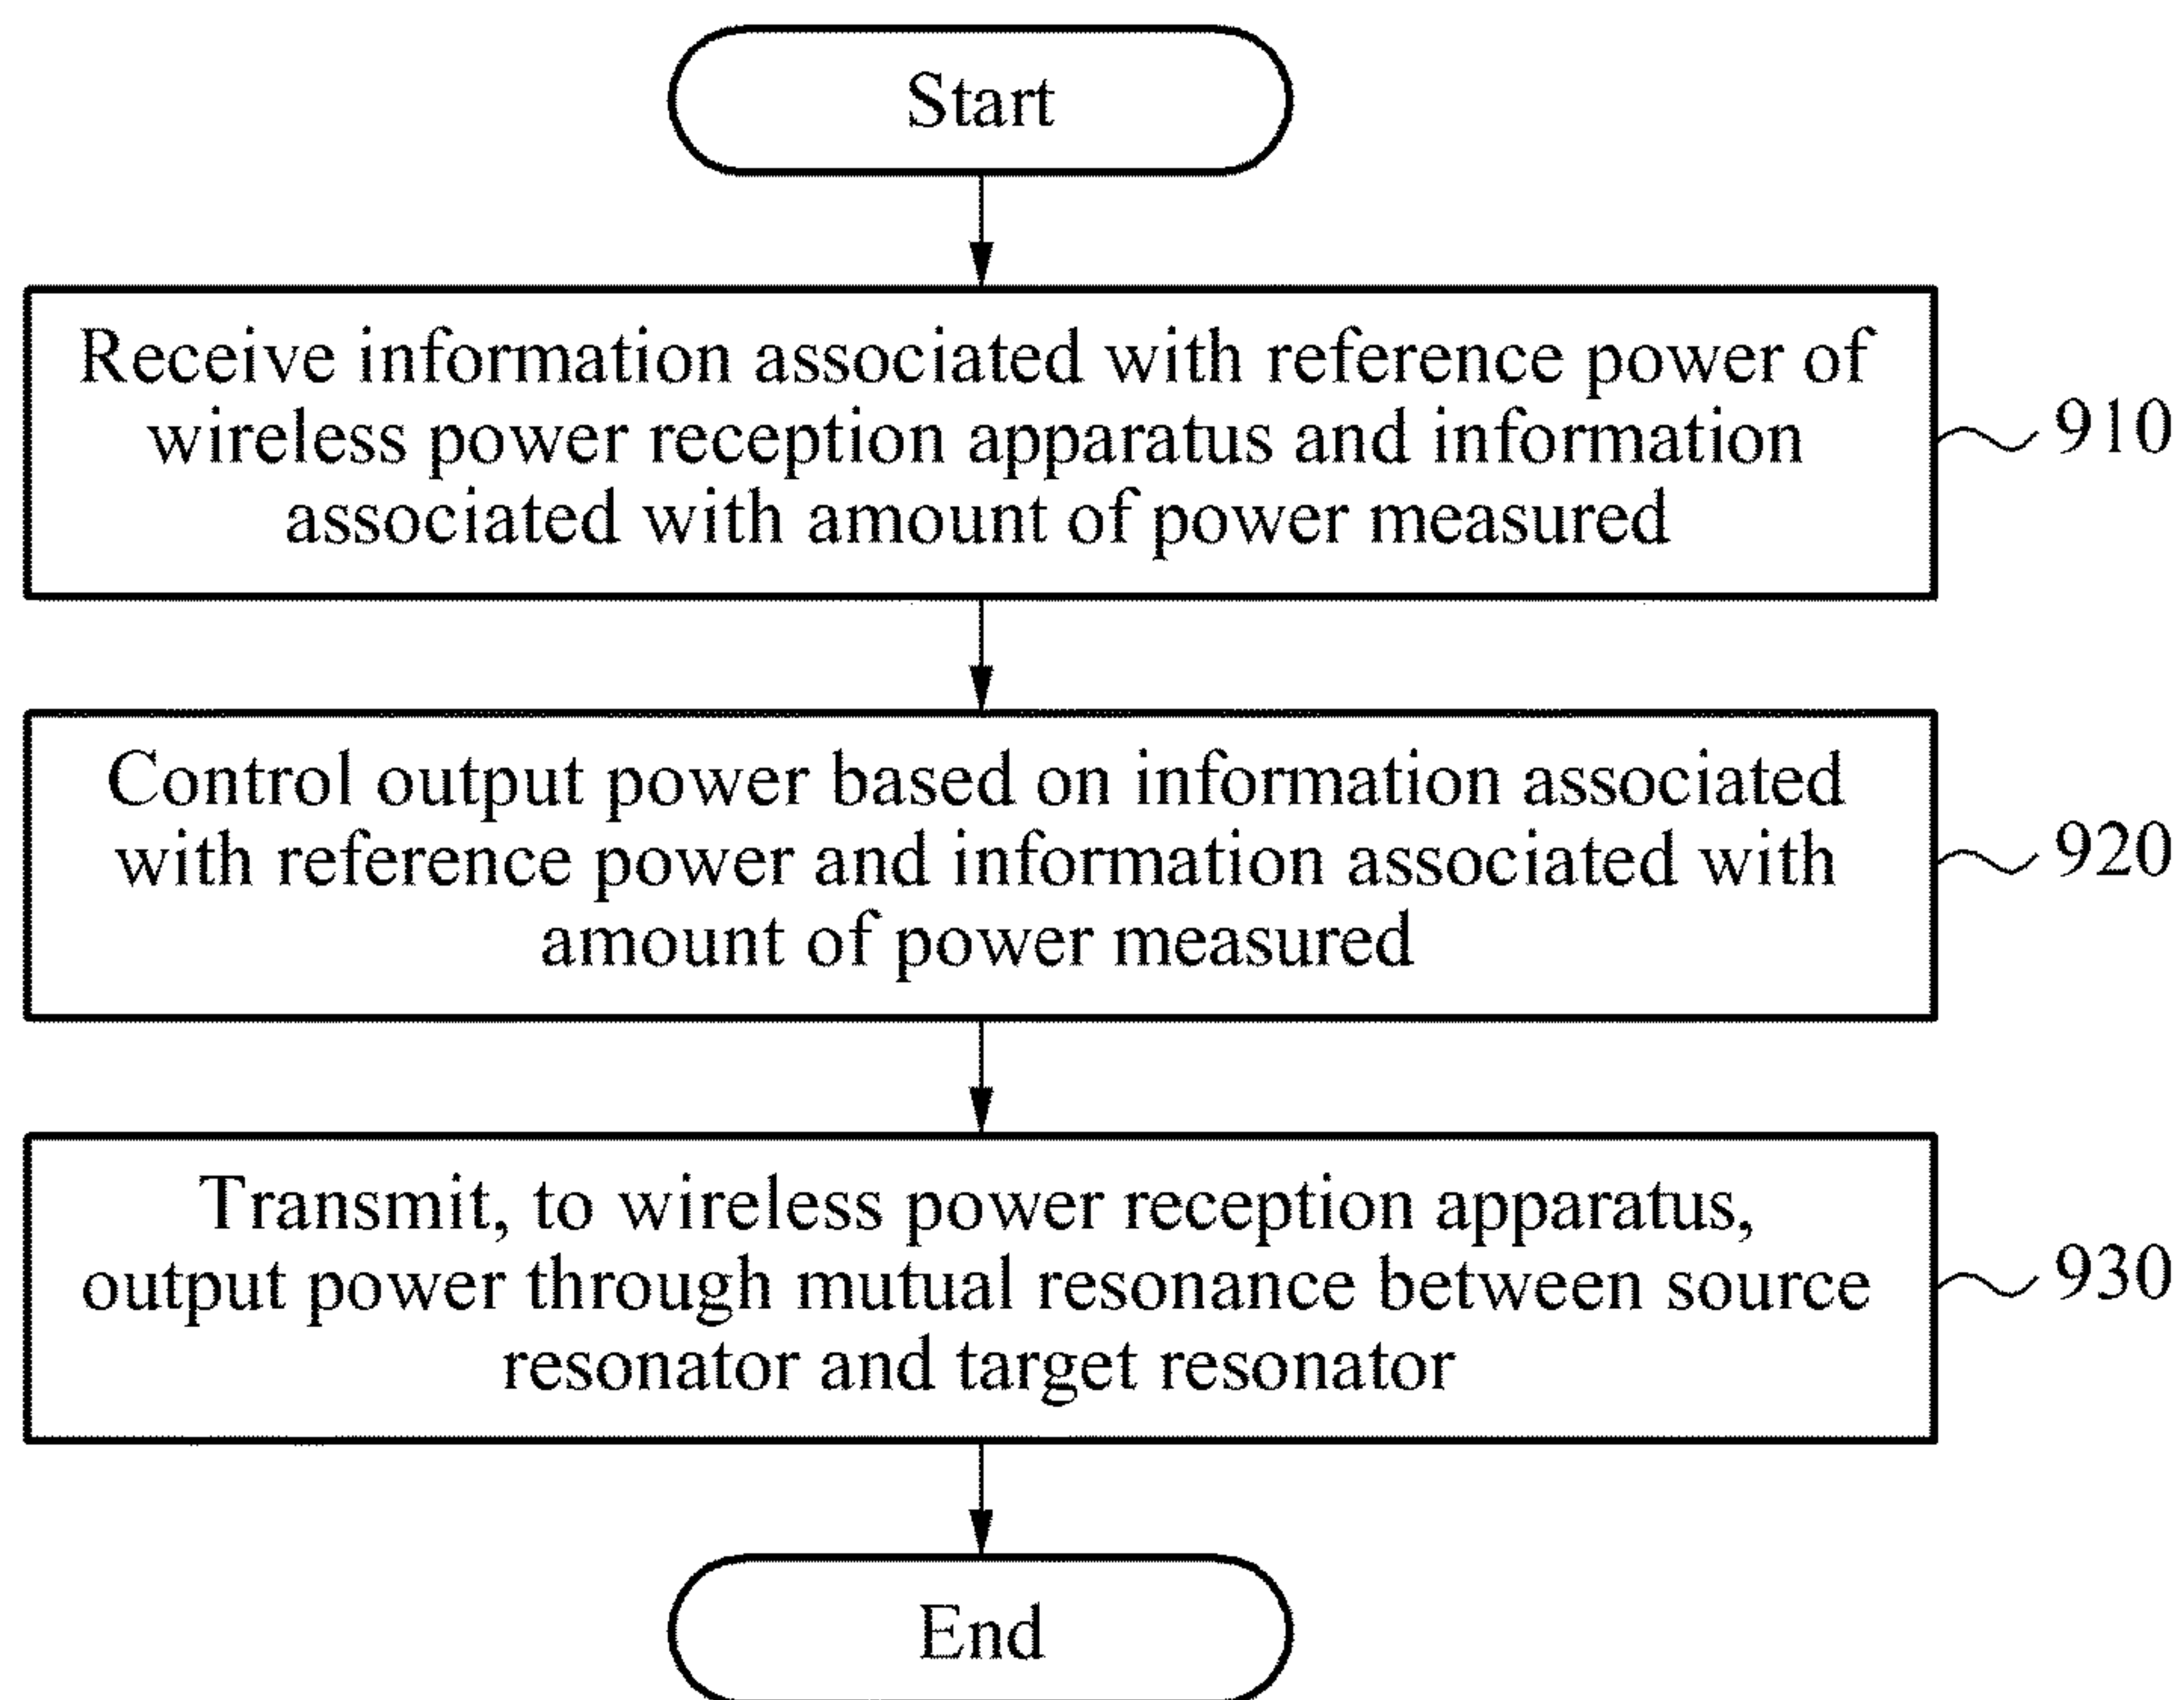 Start
Receive information associated with reference power of
wireless power reception apparatus and information
associated with amount of power measured
910
Control output power based on information associated
with reference power and information associated with
amount of power measured
920
Transmit, to wireless power reception apparatus,
output power through mutual resonance between source
resonator and target resonator
930
End